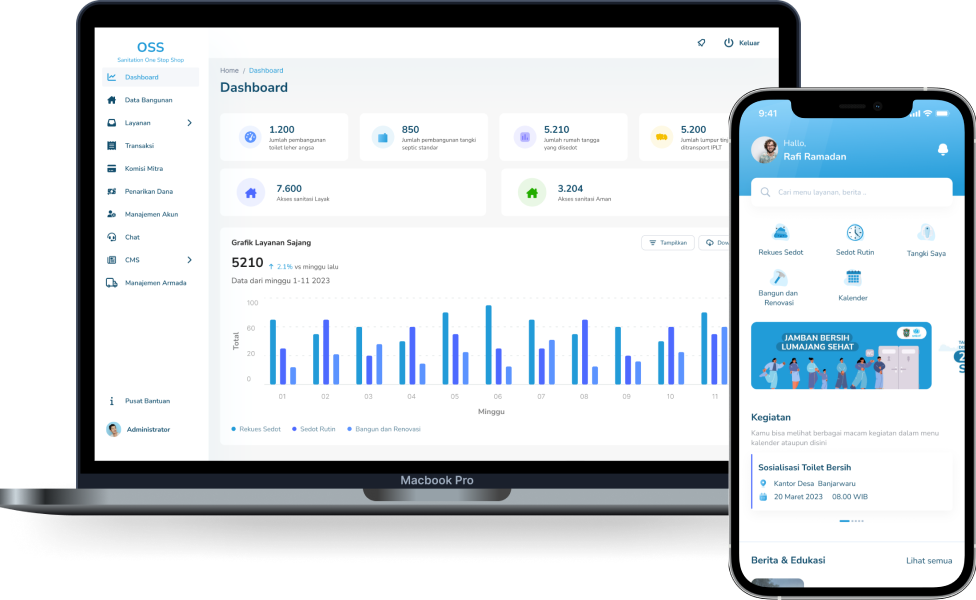 OSS
Sanitation One Stop Shop
Dashboard
Data Bangunan
Layanan
Transaksi
Komisi Mitra
Penarikan Dana
Manajemen Akun
Chat
CMS
Manajemen Armada
Pusat Bantuan
Administrator
Keluar
Home / Dashboard
Dashboard
1.200
Jumlah pembangunan
toilet leher angsa
850
Jumlah pembangunan tangki
septic standar
5.210
Jumlah rumah tangga
yang disedot
5.200
Jumlah lumpur tin
ditransport IPLT
7.600
Akses sanitasi Layak
3.204
Akses sanitasi Aman
Grafik Layanan Sajang
Tampilkan
Dow
5210 ↑ 2.1% vs minggu lalu
Data dari minggu 1-11 2023
Total
100
60
20
0
01 02 03 04 05 06 07 08 09 10 11
Minggu
Rekues Sedot
Sedot Rutin
Bangun dan Renovasi
Macbook Pro
9:41
Hallo,
Rafi Ramadan
Cari menu layanan, berita ...
Rekues Sedot
Sedot Rutin
Tangki Saya
Bangun dan
Renovasi
Kalender
JAMBAN BERSIH
LUMAJANG SEHAT
Kegiatan
Kamu bisa melihat berbagai macam kegiatan dalam menu
kalender ataupun disini
Sosialisasi Toilet Bersih
Kantor Desa Banjarwaru
20 Maret 2023 08.00 WIB
Berita & Edukasi
Lihat semua